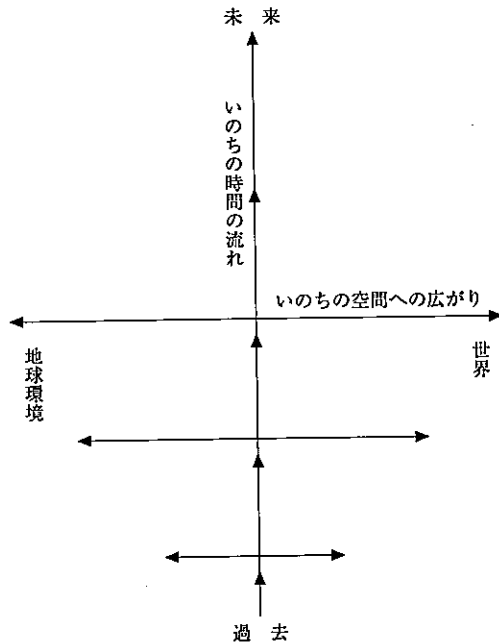 未来
いのちの時間の流れ
いのちの空間への広がり
地球環境
世界
過去